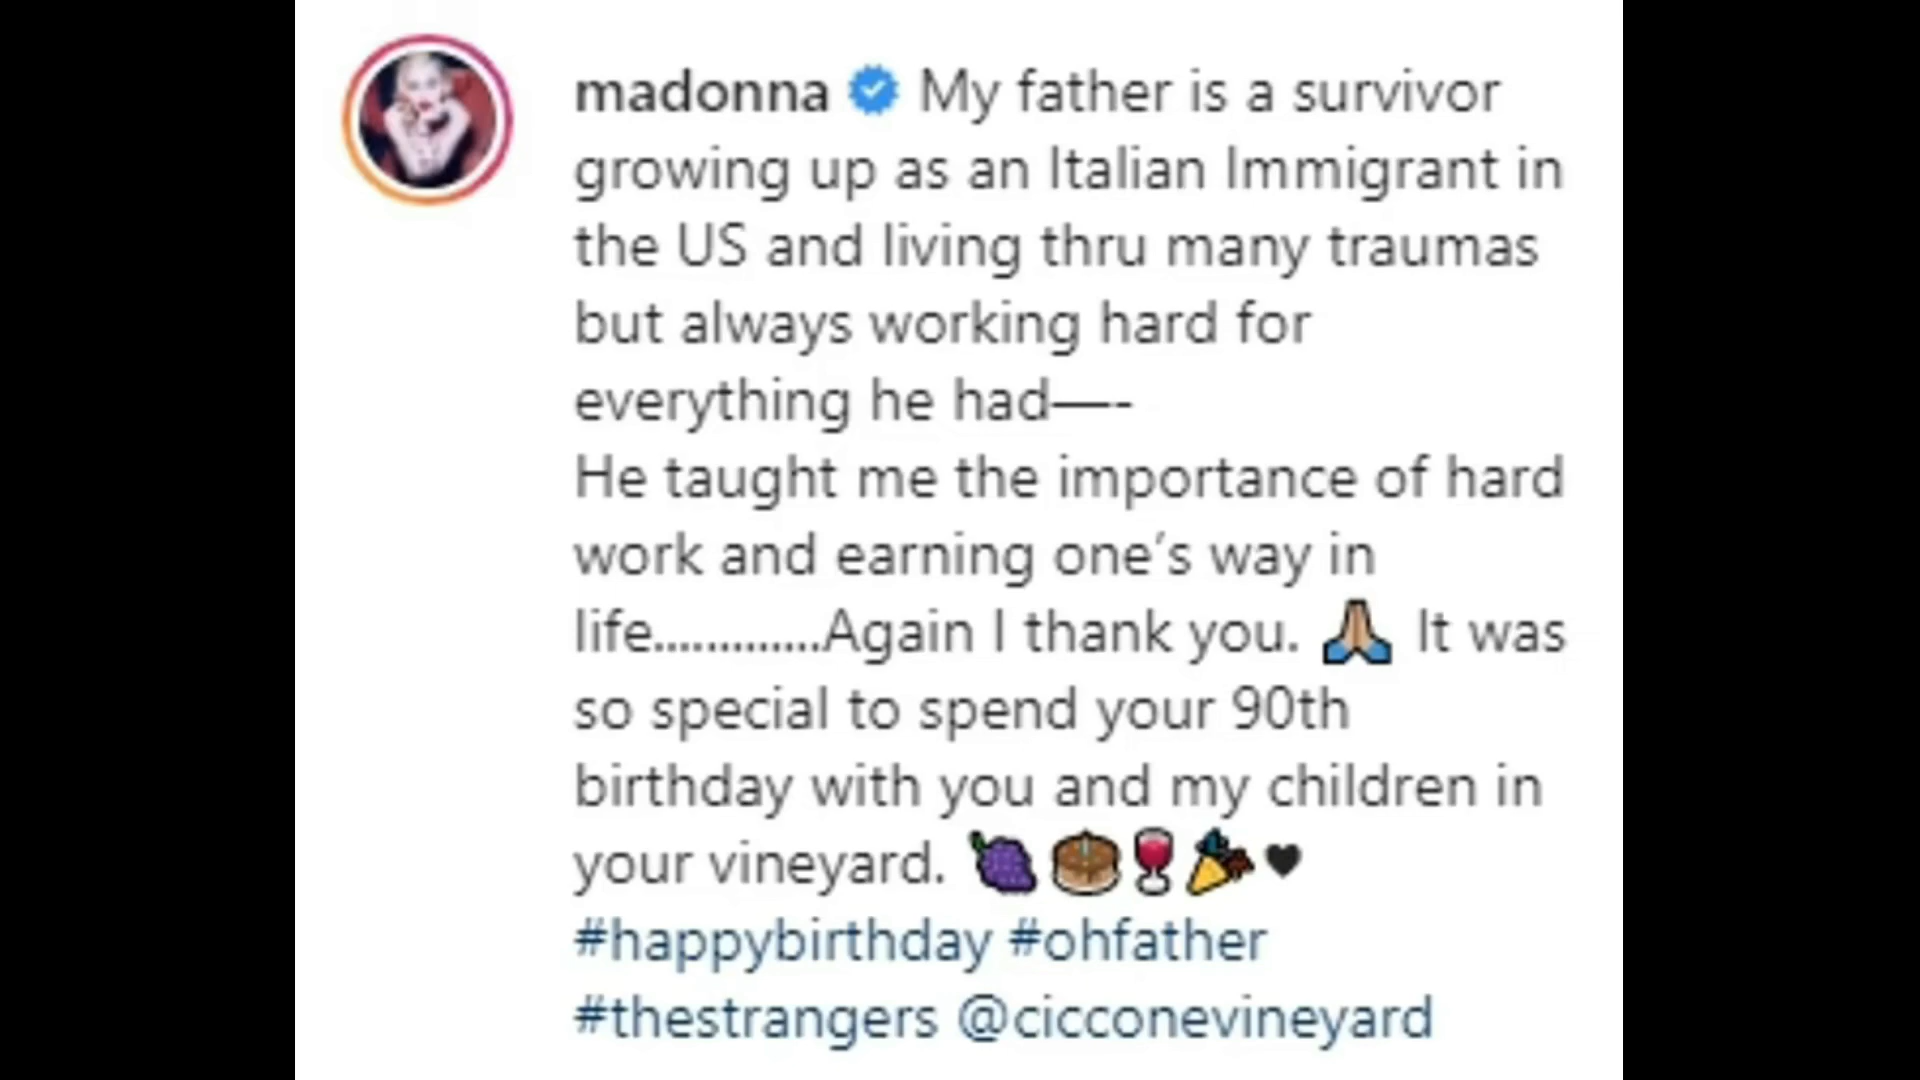 madonna My father is a survivor
growing up as an Italian Immigrant in
the US and living thru many traumas
but always working hard for
everything he had—-
He taught me the importance of hard
work and earning one’s way in
life.............Again I thank you. 🙏🏼 It was
so special to spend your 90th
birthday with you and my children in
your vineyard. 🍇🎂🍷🎉🖤
#happybirthday #ohfather
#thestrangers @cicconevineyard